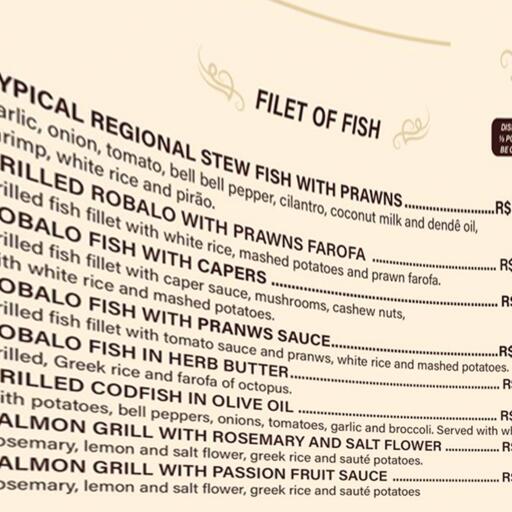 FILET OF FISH
YPICAL REGIONAL STEW FISH WITH PRAWNS........................R$
arlic, onion, tomato, bell bell pepper, cilantro, coconut milk and dendê oil,
rimp, white rice and pirão.
RILLED ROBALO WITH PRAWNS FAROFA ................................R$
rilled fish fillet with white rice, mashed potatoes and prawn farofa.
OBALO FISH WITH CAPERS ............................................................R$
rilled fish fillet with caper sauce, mushrooms, cashew nuts,
ith white rice and mashed potatoes.
OBALO FISH WITH PRANWS SAUCE............................................R$
rilled fish fillet with tomato sauce and pranws, white rice and mashed potatoes.
OBALO FISH IN HERB BUTTER......................................................R$
rilled, Greek rice and farofa of octopus.
RILLED CODFISH IN OLIVE OIL ....................................................R$
ith potatoes, bell peppers, onions, tomatoes, garlic and broccoli. Served with wh
ALMON GRILL WITH ROSEMARY AND SALT FLOWER ..............R$
osemary, lemon and salt flower, greek rice and sauté potatoes.
ALMON GRILL WITH PASSION FRUIT SAUCE ............................R$
osemary, lemon and salt flower, greek rice and sauté potatoes